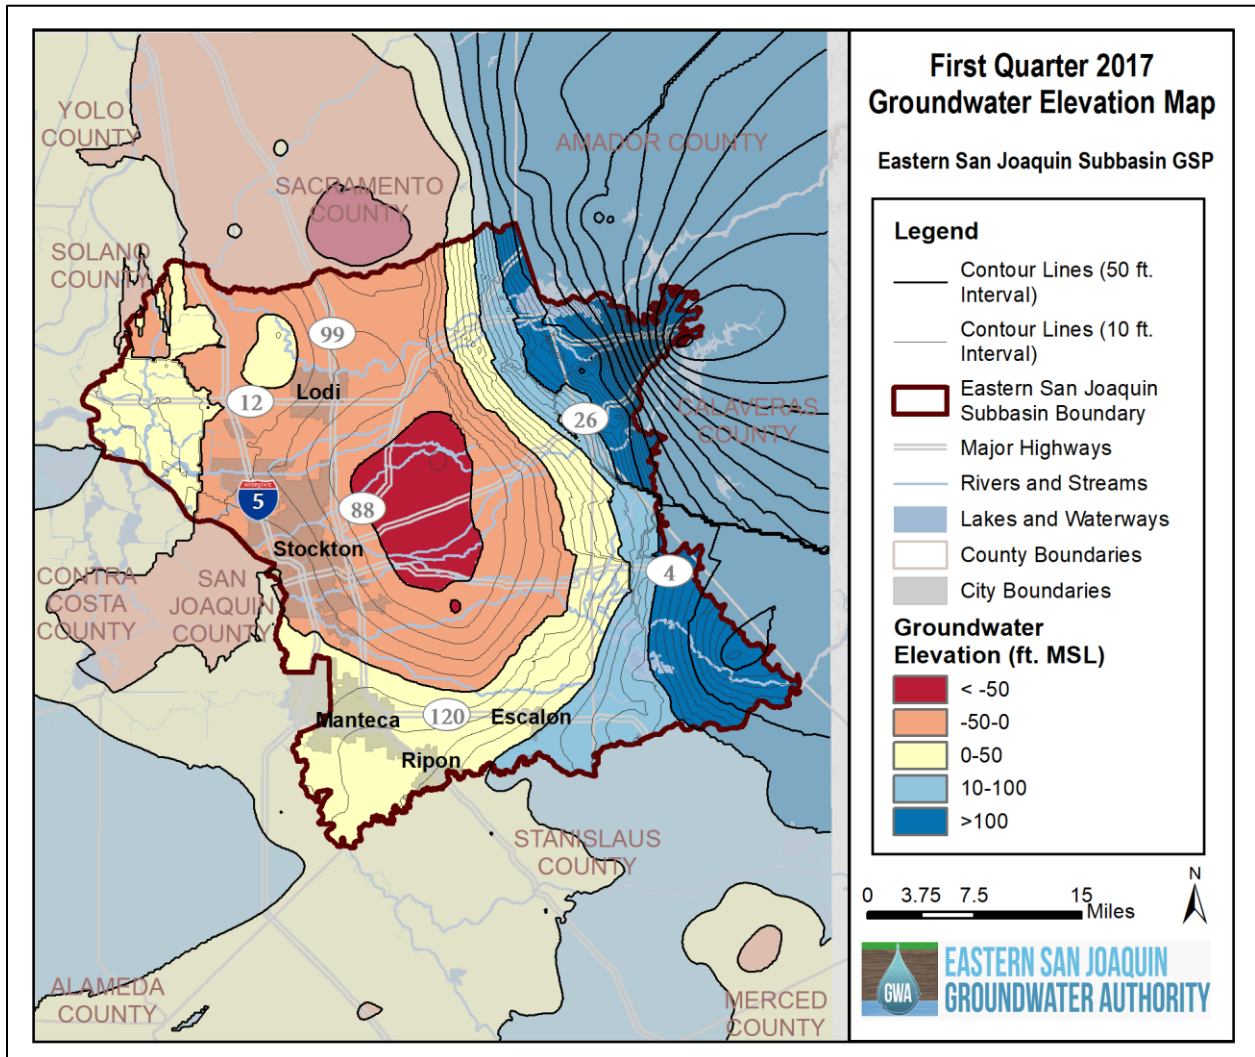 First Quarter 2017
Groundwater Elevation Map
Eastern San Joaquin Subbasin GSP
Legend
Contour Lines (50 ft.
Interval)
Contour Lines (10 ft.
Interval)
Eastern San Joaquin
Subbasin Boundary
Major Highways
Rivers and Streams
Lakes and Waterways
County Boundaries
City Boundaries
Groundwater
Elevation (ft. MSL)
< -50
-50-0
0-50
10-100
>100
N
0 3.75 7.5 15
Miles
GWA
EASTERN SAN JOAQUIN
GROUNDWATER AUTHORITY
YOLO
COUNTY
AMADOR COUNTY
SACRAMENTO
COUNTY
SOLANO
COUNTY
99
12
Lodi
26
CALAVERAS
COUNTY
INTERSTATE
5
88
Stockton
4
CONTRA
COSTA
COUNTY
SAN
JOAQUIN
COUNTY
Manteca
120
Escalon
Ripon
STANISLAUS
COUNTY
ALAMEDA
COUNTY
MERCED
COUNTY